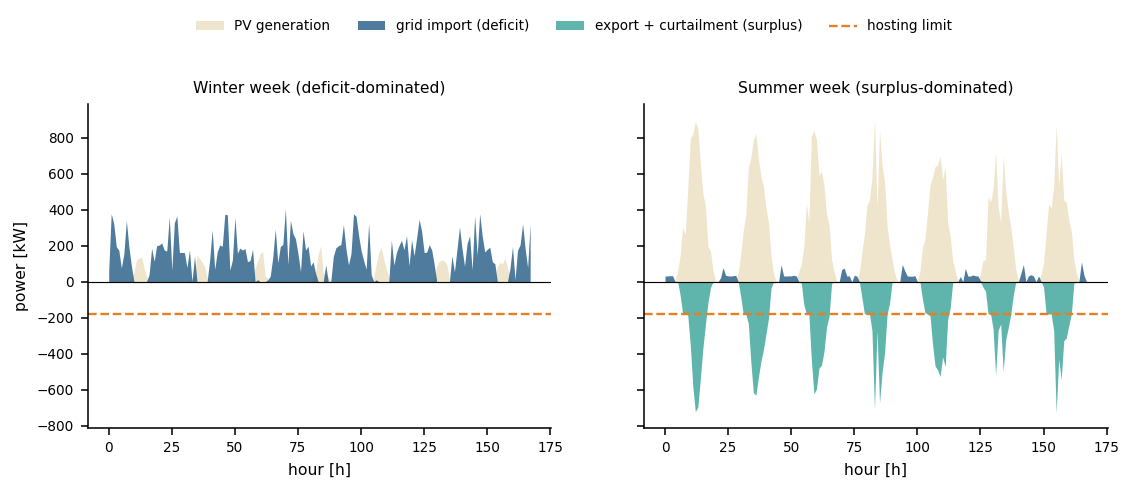 PV generation
grid import (deficit)
export + curtailment (surplus)
hosting limit
Winter week (deficit-dominated)
Summer week (surplus-dominated)
power [kW]
800
600
400
200
0
−200
−400
−600
−800
0 25 50 75 100 125 150 175
hour [h]
0 25 50 75 100 125 150 175
hour [h]